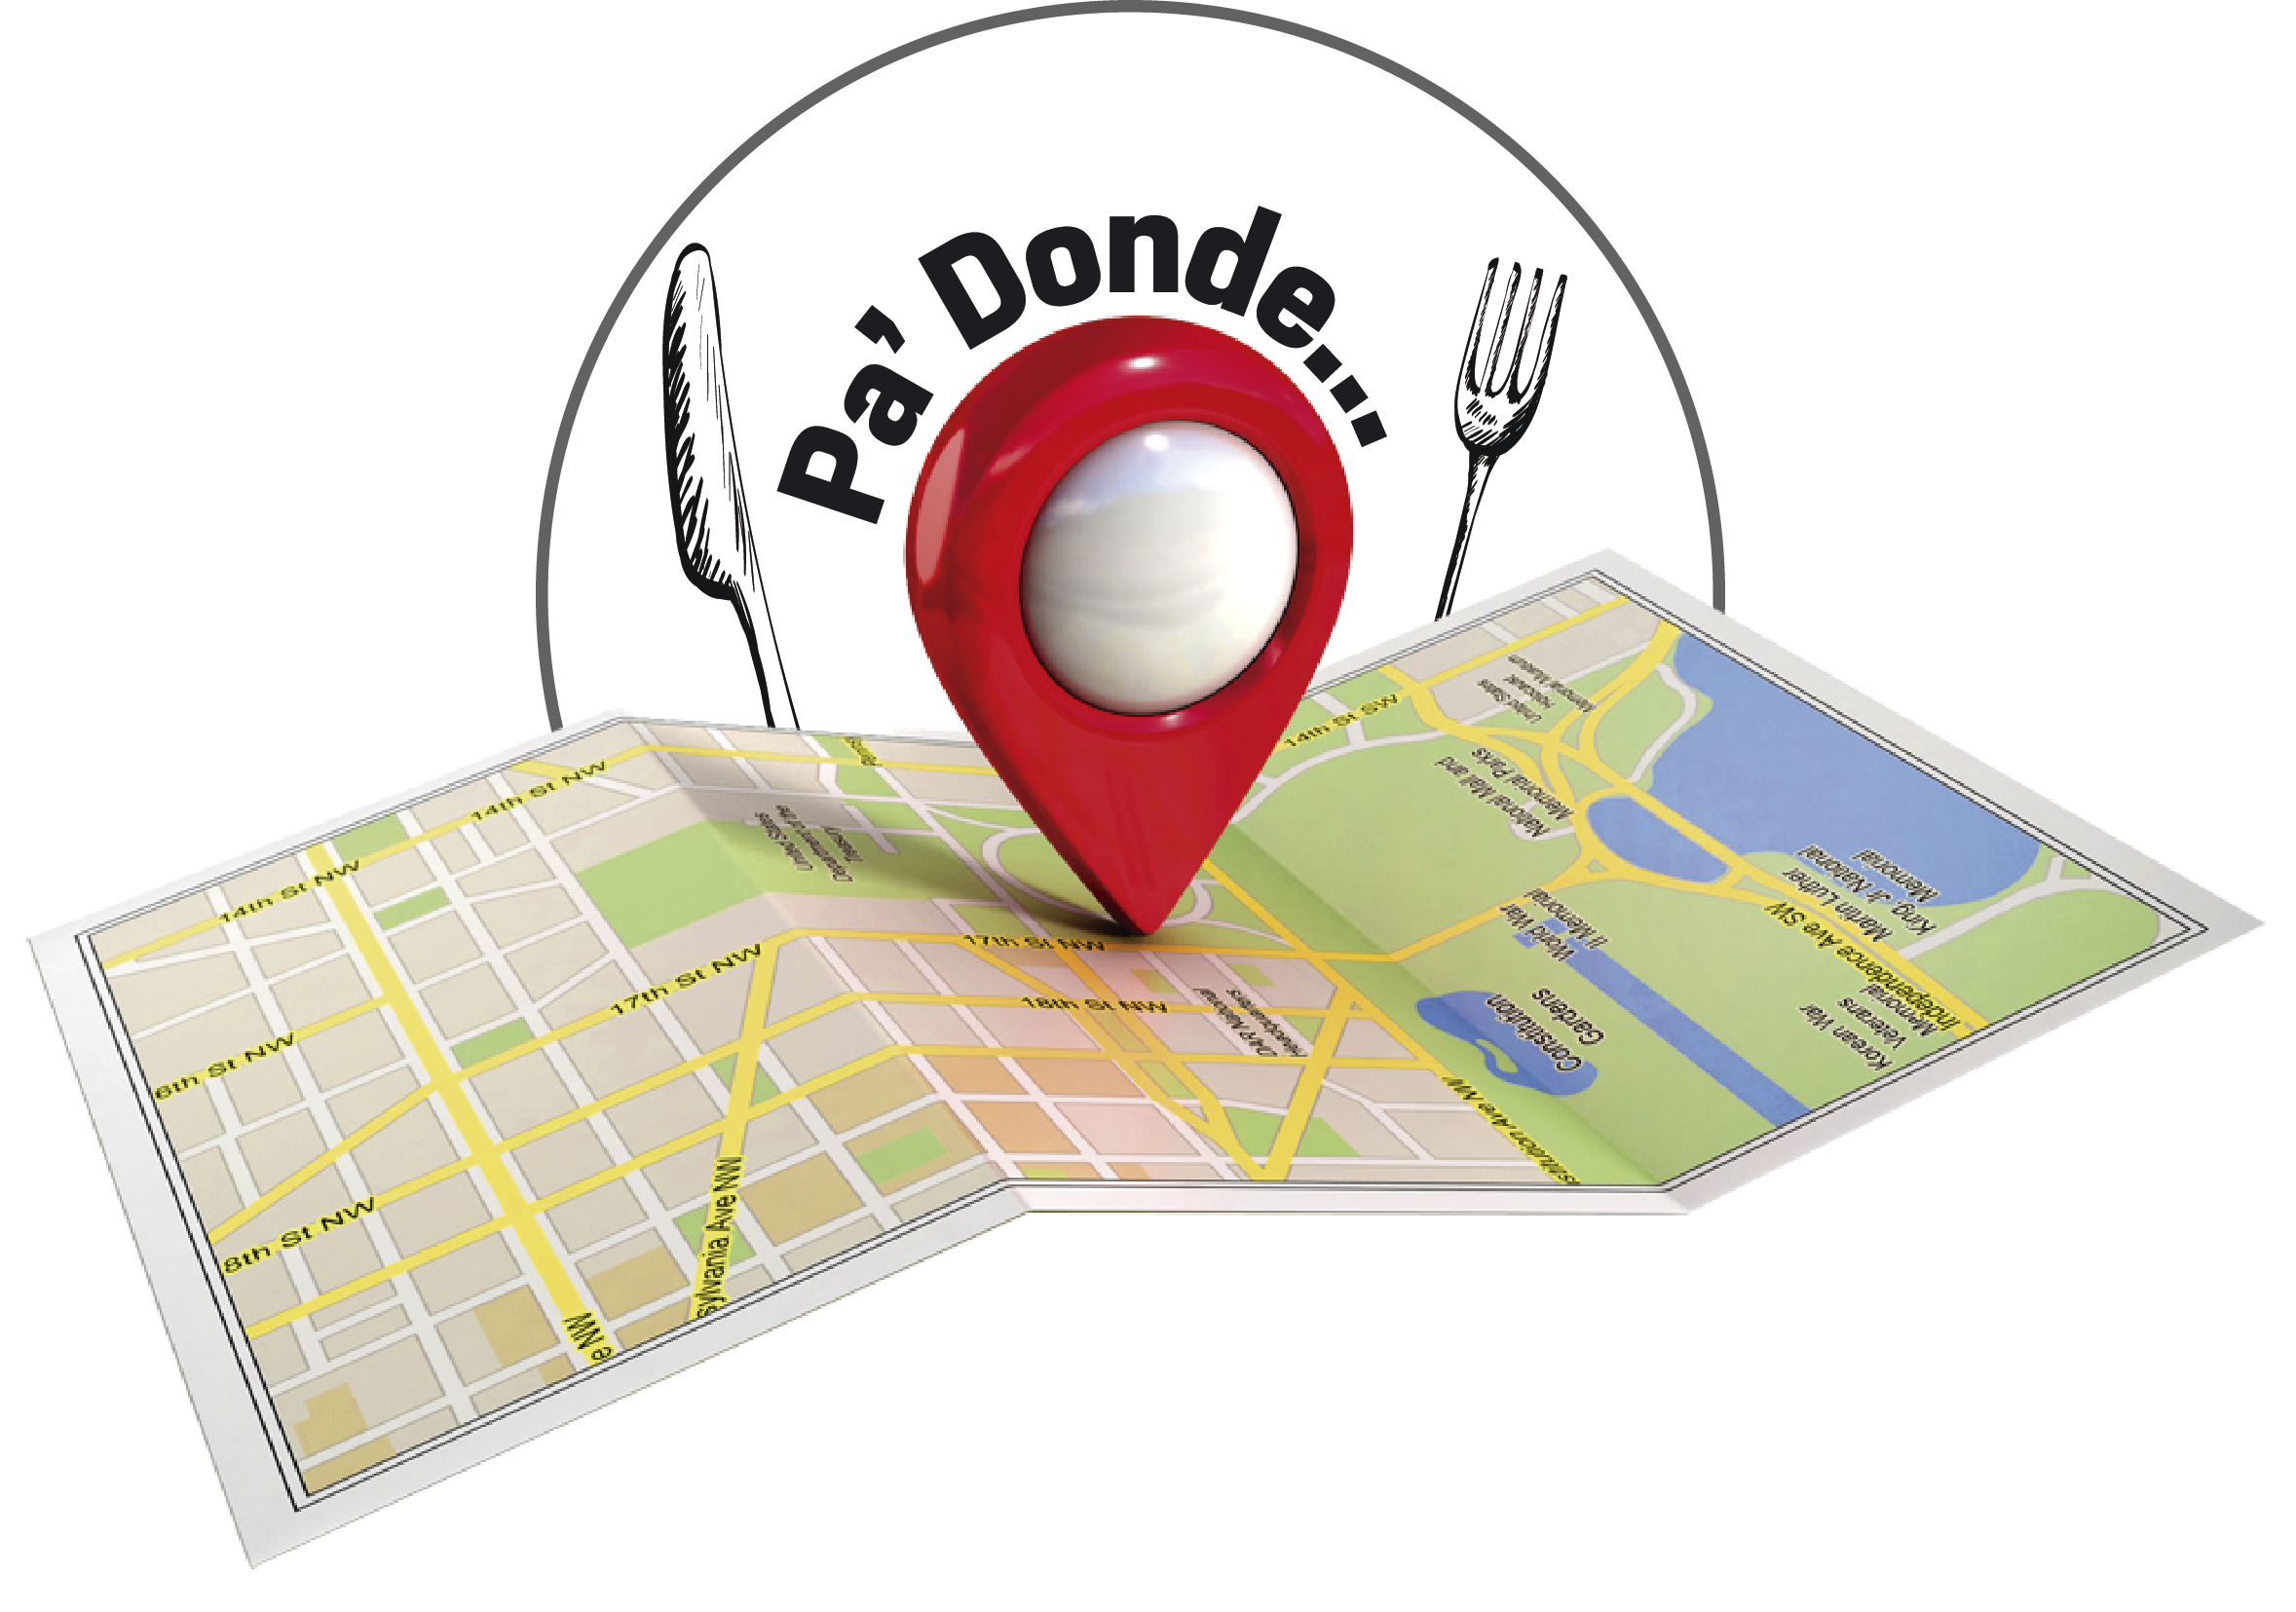 Pa' Donde...
14th St NW
14th St NW
14th St SW
United States
Holocaust
Memorial Museum
National Mall and
Memorial Parks
United States
Department of the
Treasury
17th St NW
17th St NW
18th St NW
6th St NW
8th St NW
sylvania Ave NW
e NW
DAR National
Headquarters
World War
II Memorial
Constitution
Gardens
Martin Luther
King Jr National
Memorial
Independence Ave SW
Korean War
Veterans
Memorial
Ave NW